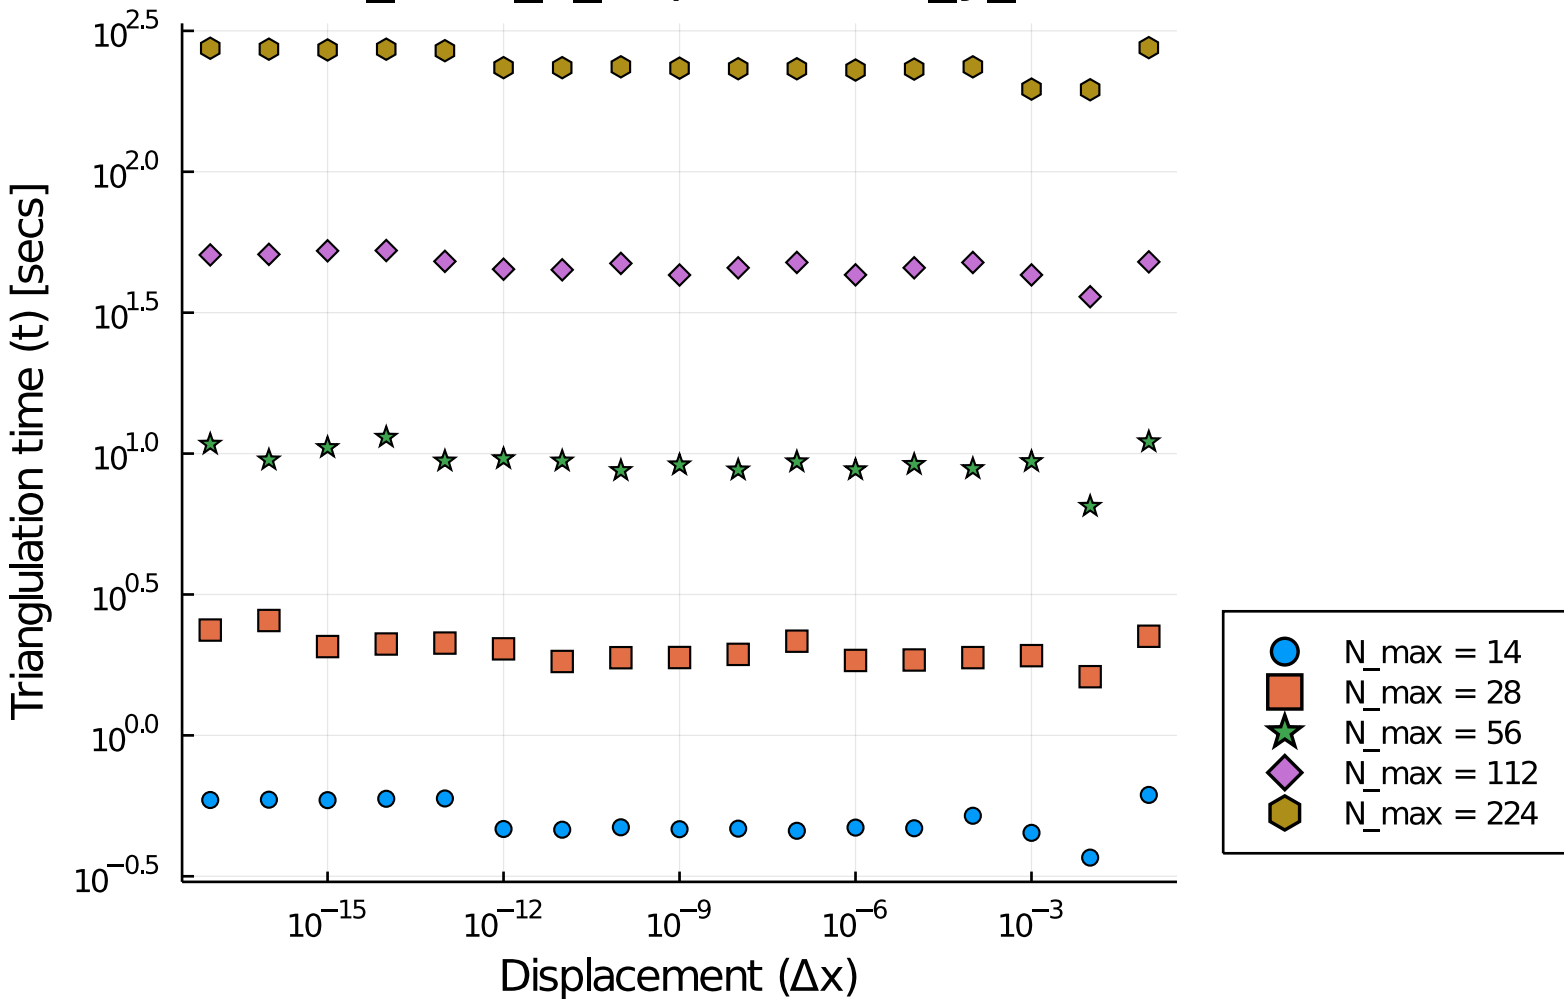 10^2.5
10^2.0
10^1.5
10^1.0
10^0.5
10^0.0
10^−0.5
Trianglulation time (t) [secs]
10^−15 10^−12 10^−9 10^−6 10^−3
Displacement (Δx)
N_max = 14
N_max = 28
N_max = 56
N_max = 112
N_max = 224